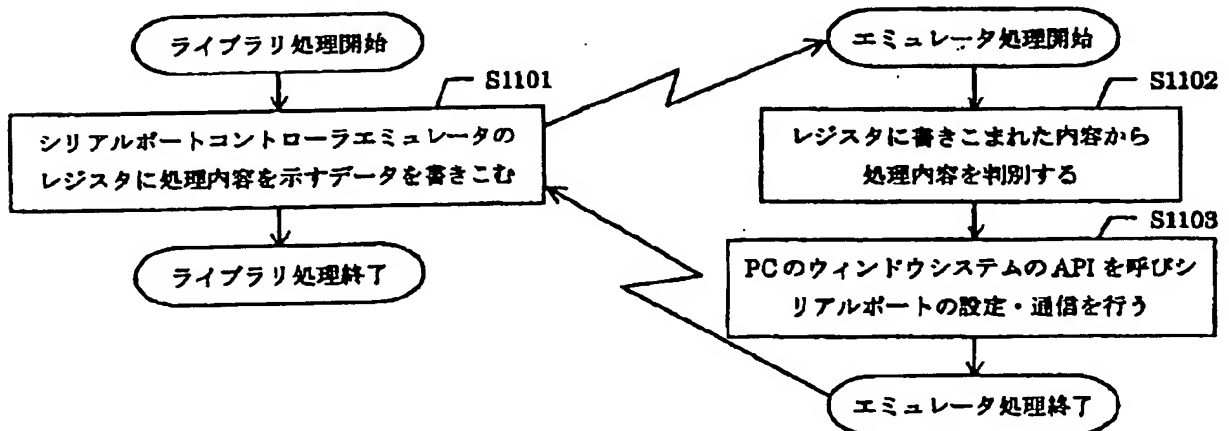 ライブラリ処理開始
S1101
シリアルポートコントローラエミュレータの
レジスタに処理内容を示すデータを書きこむ
ライブラリ処理終了
エミュレータ処理開始
S1102
レジスタに書きこまれた内容から
処理内容を判別する
S1103
PCのウィンドウシステムのAPIを呼びシ
リアルポートの設定・通信を行う
エミュレータ処理終了